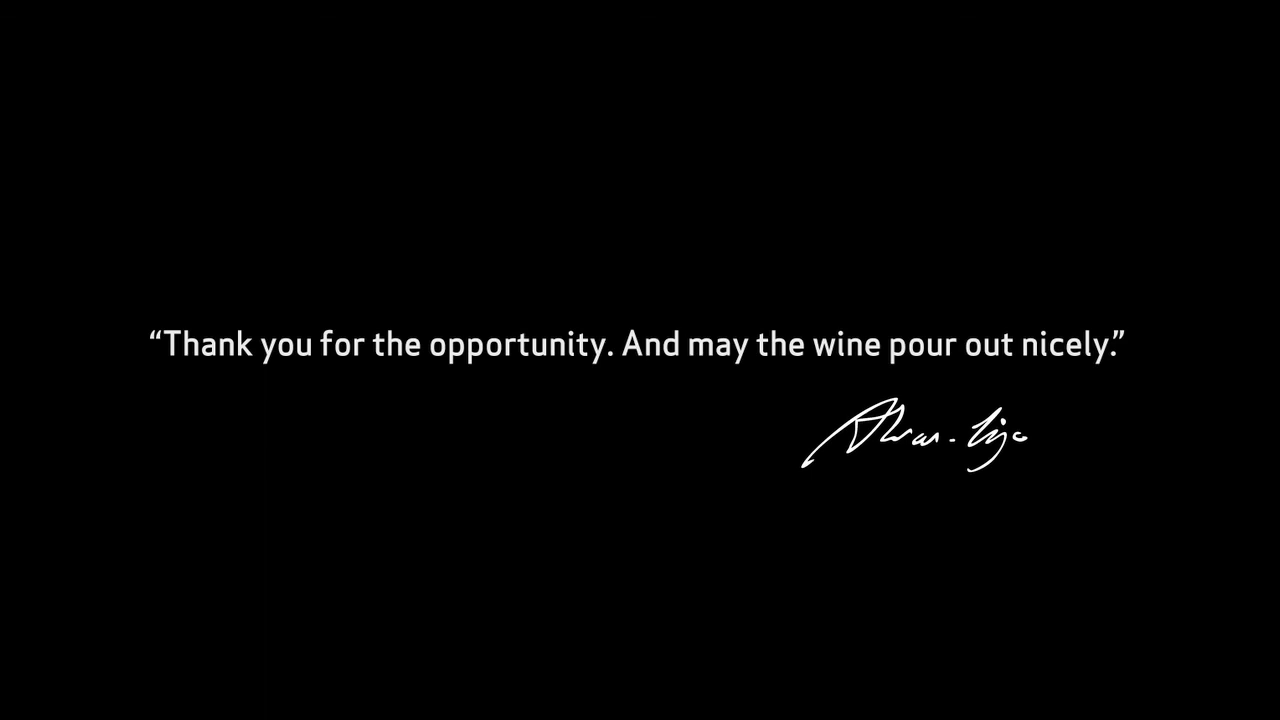 “Thank you for the opportunity. And may the wine pour out nicely.”